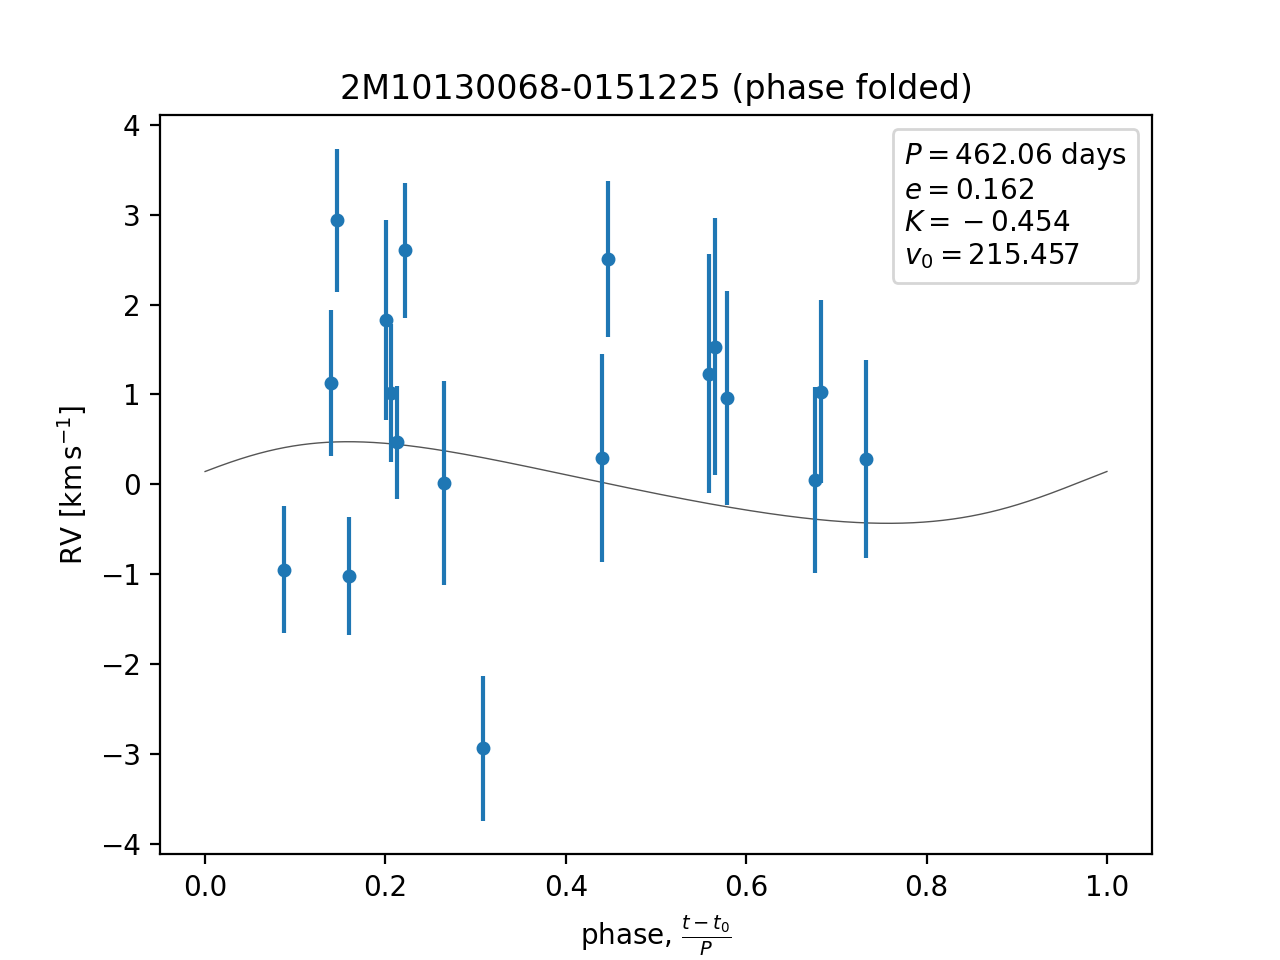 2M10130068-0151225 (phase folded)
P = 462.06 days
e = 0.162
K = −0.454
v₀ = 215.457
4
3
2
1
0
−1
−2
−3
−4
RV [km s⁻¹]
0.0 0.2 0.4 0.6 0.8 1.0
phase, (t − t₀)/P